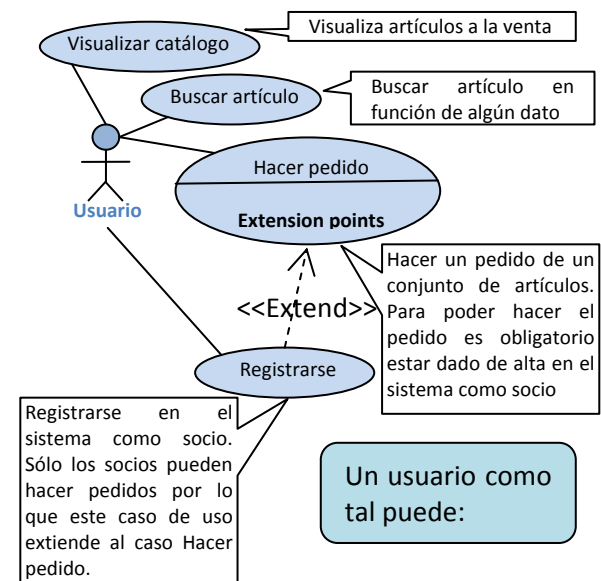 Visualizar catálogo
Visualiza artículos a la venta
Buscar artículo
Buscar artículo en
función de algún dato
Hacer pedido
Extension points
Usuario
Hacer un pedido de un
conjunto de artículos.
Para poder hacer el
pedido es obligatorio
estar dado de alta en el
sistema como socio
<<Extend>>
Registrarse
Registrarse en el
sistema como socio.
Sólo los socios pueden
hacer pedidos por lo
que este caso de uso
extiende al caso Hacer
pedido.
Un usuario como
tal puede: